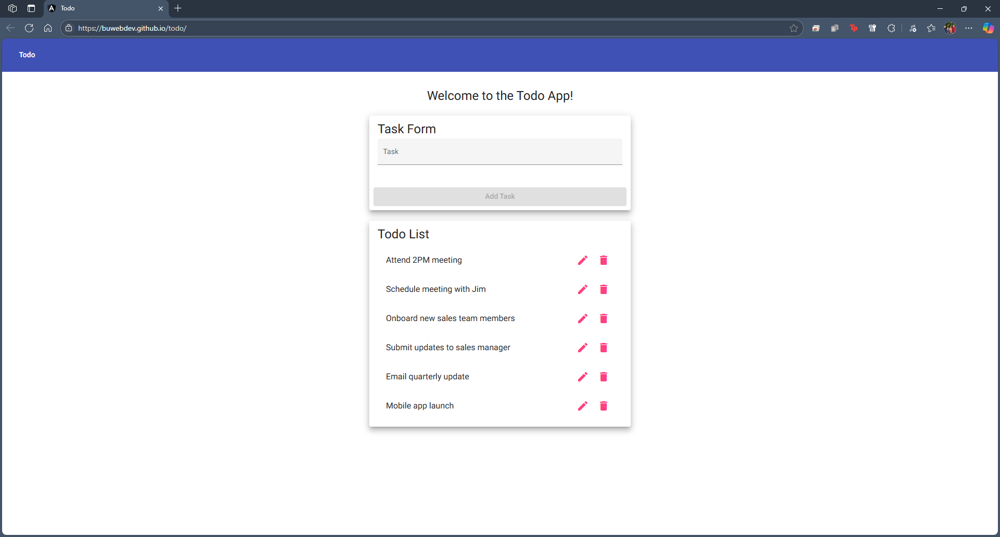 Todo
https://buwebdev.github.io/todo/
Tp
Todo
Welcome to the Todo App!
Task Form
Task
Add Task
Todo List
Attend 2PM meeting
Schedule meeting with Jim
Onboard new sales team members
Submit updates to sales manager
Email quarterly update
Mobile app launch